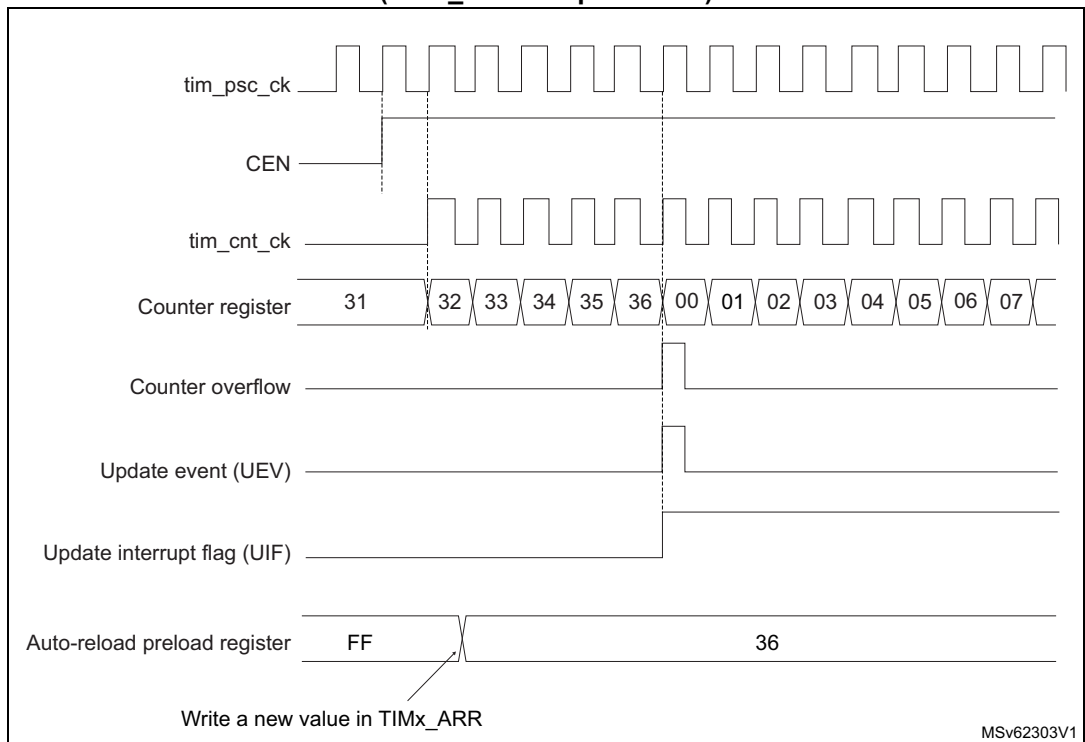 tim_psc_ck
CEN
tim_cnt_ck
Counter register 31 32 33 34 35 36 00 01 02 03 04 05 06 07
Counter overflow
Update event (UEV)
Update interrupt flag (UIF)
Auto-reload preload register FF 36
Write a new value in TIMx_ARR
MSv62303V1